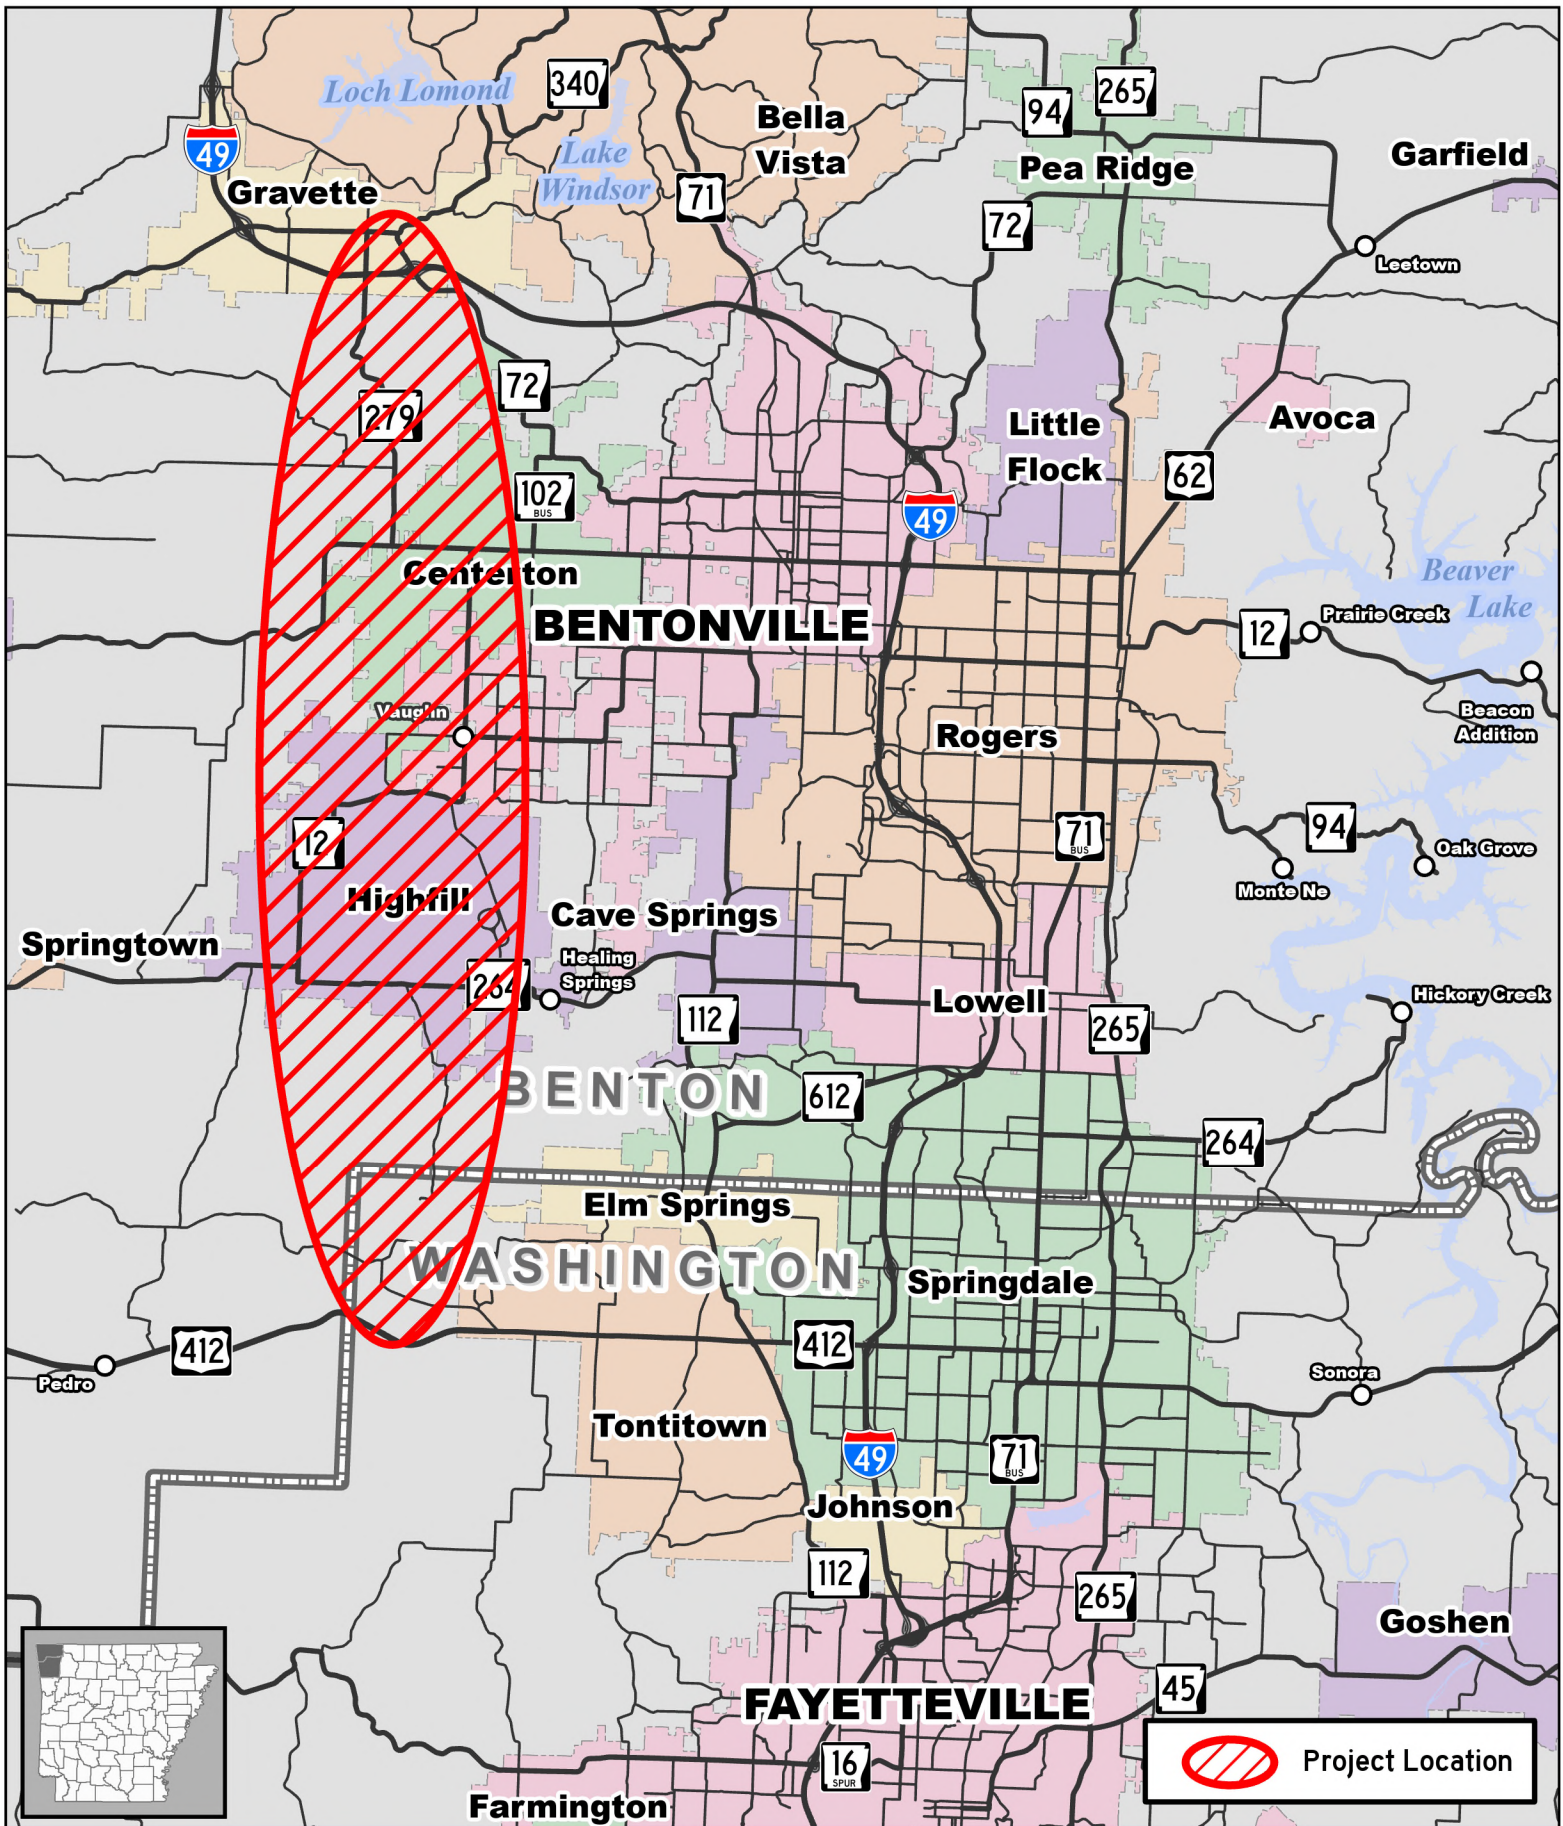 Loch Lomond
340
Bella
Vista
94
265
49
Lake
Windsor
Garfield
Pea Ridge
Gravette
71
72
Leetown
279
72
Little
Flock
Avoca
62
102
BUS
49
Centerton
BENTONVILLE
Beaver
Lake
12
Prairie Creek
Vaughn
Rogers
Beacon
Addition
12
71
BUS
94
Oak Grove
Monte Ne
Highfill
Cave Springs
Springtown
264
Healing
Springs
112
Lowell
265
Hickory Creek
BENTON
612
264
Elm Springs
WASHINGTON
Springdale
412
412
Pedro
Sonora
Tontitown
49
71
BUS
Johnson
112
265
Goshen
FAYETTEVILLE
45
16
SPUR
Project Location
Farmington